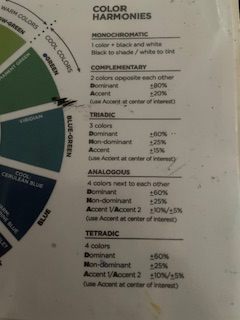 COLOR
HARMONIES
WARM COLORS
COOL COLORS
GREEN
VIRIDIAN
BLUE-GREEN
COOL:
CERULEAN BLUE
BLUE
MONOCHROMATIC
1 color + black and white
Black to shade / white to tint
COMPLEMENTARY
2 colors opposite each other
Dominant ±80%
Accent ±20%
(use Accent at center of interest)
TRIADIC
3 colors
Dominant ±60%
Non-dominant ±25%
Accent ±15%
(use Accent at center of interest)
ANALOGOUS
4 colors next to each other
Dominant ±60%
Non-dominant ±25%
Accent 1/Accent 2 ±10%/±5%
(use Accent at center of interest)
TETRADIC
4 colors
Dominant ±60%
Non-dominant ±25%
Accent 1/Accent 2 ±10%/±5%
(use Accent at center of interest)